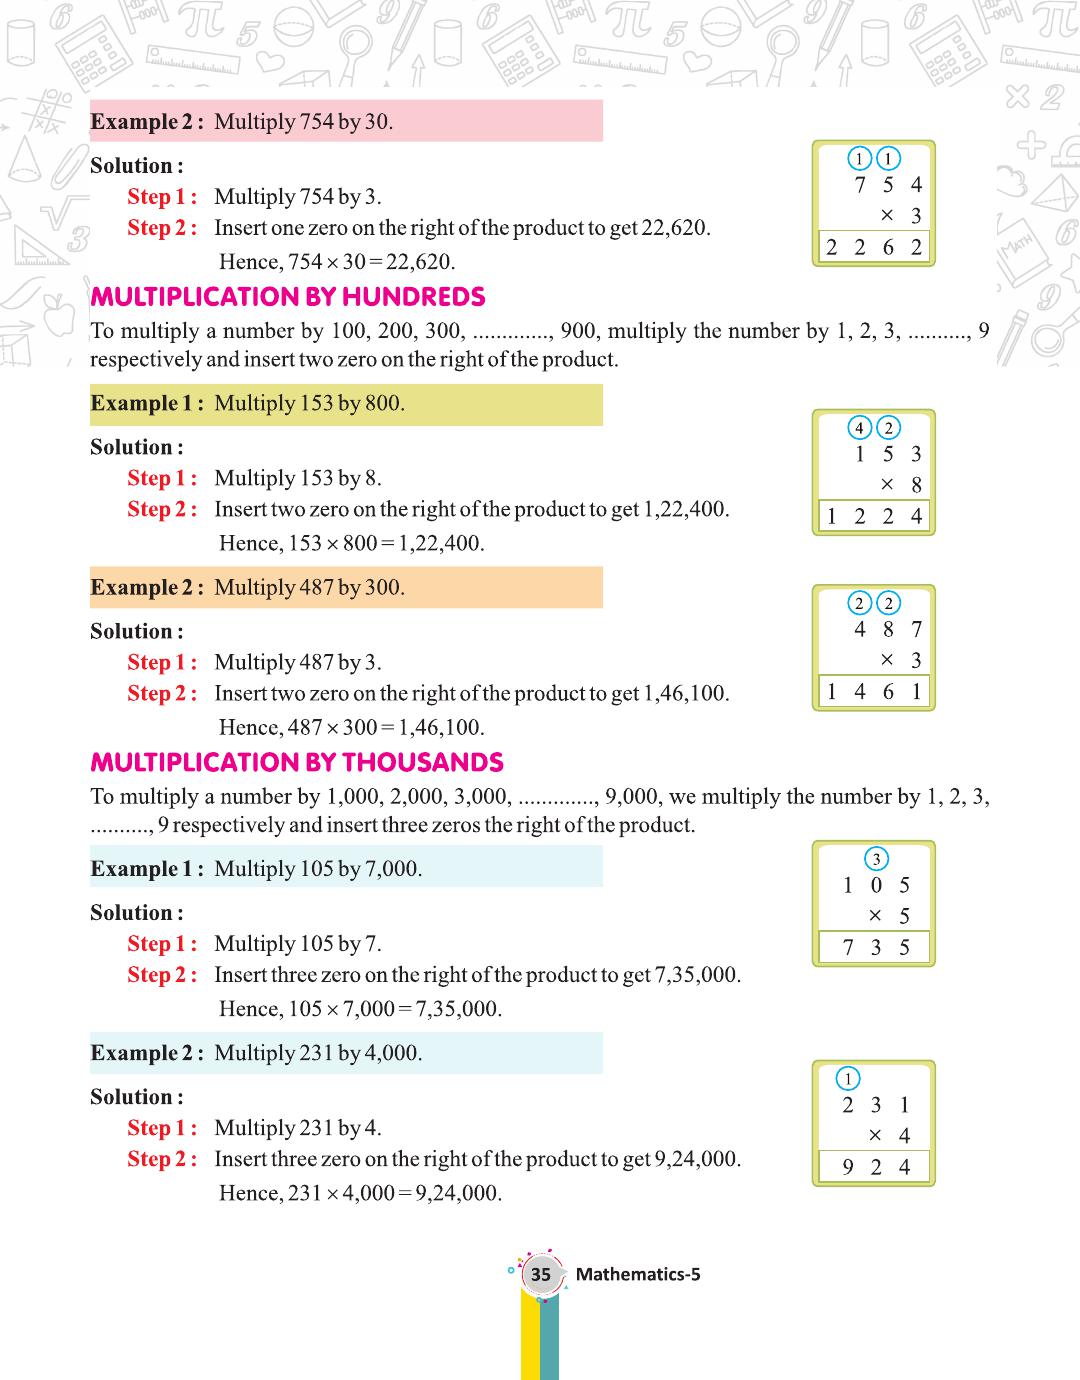 Example 2 : Multiply 754 by 30.
Solution :
Step 1 : Multiply 754 by 3.
Step 2 : Insert one zero on the right of the product to get 22,620.
Hence, 754 × 30 = 22,620.
1 1
7 5 4
× 3
2 2 6 2
MULTIPLICATION BY HUNDREDS
To multiply a number by 100, 200, 300, ............., 900, multiply the number by 1, 2, 3, .........., 9
respectively and insert two zero on the right of the product.
Example 1 : Multiply 153 by 800.
Solution :
Step 1 : Multiply 153 by 8.
Step 2 : Insert two zero on the right of the product to get 1,22,400.
Hence, 153 × 800 = 1,22,400.
4 2
1 5 3
× 8
1 2 2 4
Example 2 : Multiply 487 by 300.
Solution :
Step 1 : Multiply 487 by 3.
Step 2 : Insert two zero on the right of the product to get 1,46,100.
Hence, 487 × 300 = 1,46,100.
2 2
4 8 7
× 3
1 4 6 1
MULTIPLICATION BY THOUSANDS
To multiply a number by 1,000, 2,000, 3,000, ............., 9,000, we multiply the number by 1, 2, 3,
.........., 9 respectively and insert three zeros the right of the product.
Example 1 : Multiply 105 by 7,000.
Solution :
Step 1 : Multiply 105 by 7.
Step 2 : Insert three zero on the right of the product to get 7,35,000.
Hence, 105 × 7,000 = 7,35,000.
3
1 0 5
× 5
7 3 5
Example 2 : Multiply 231 by 4,000.
Solution :
Step 1 : Multiply 231 by 4.
Step 2 : Insert three zero on the right of the product to get 9,24,000.
Hence, 231 × 4,000 = 9,24,000.
1
2 3 1
× 4
9 2 4
35 Mathematics-5